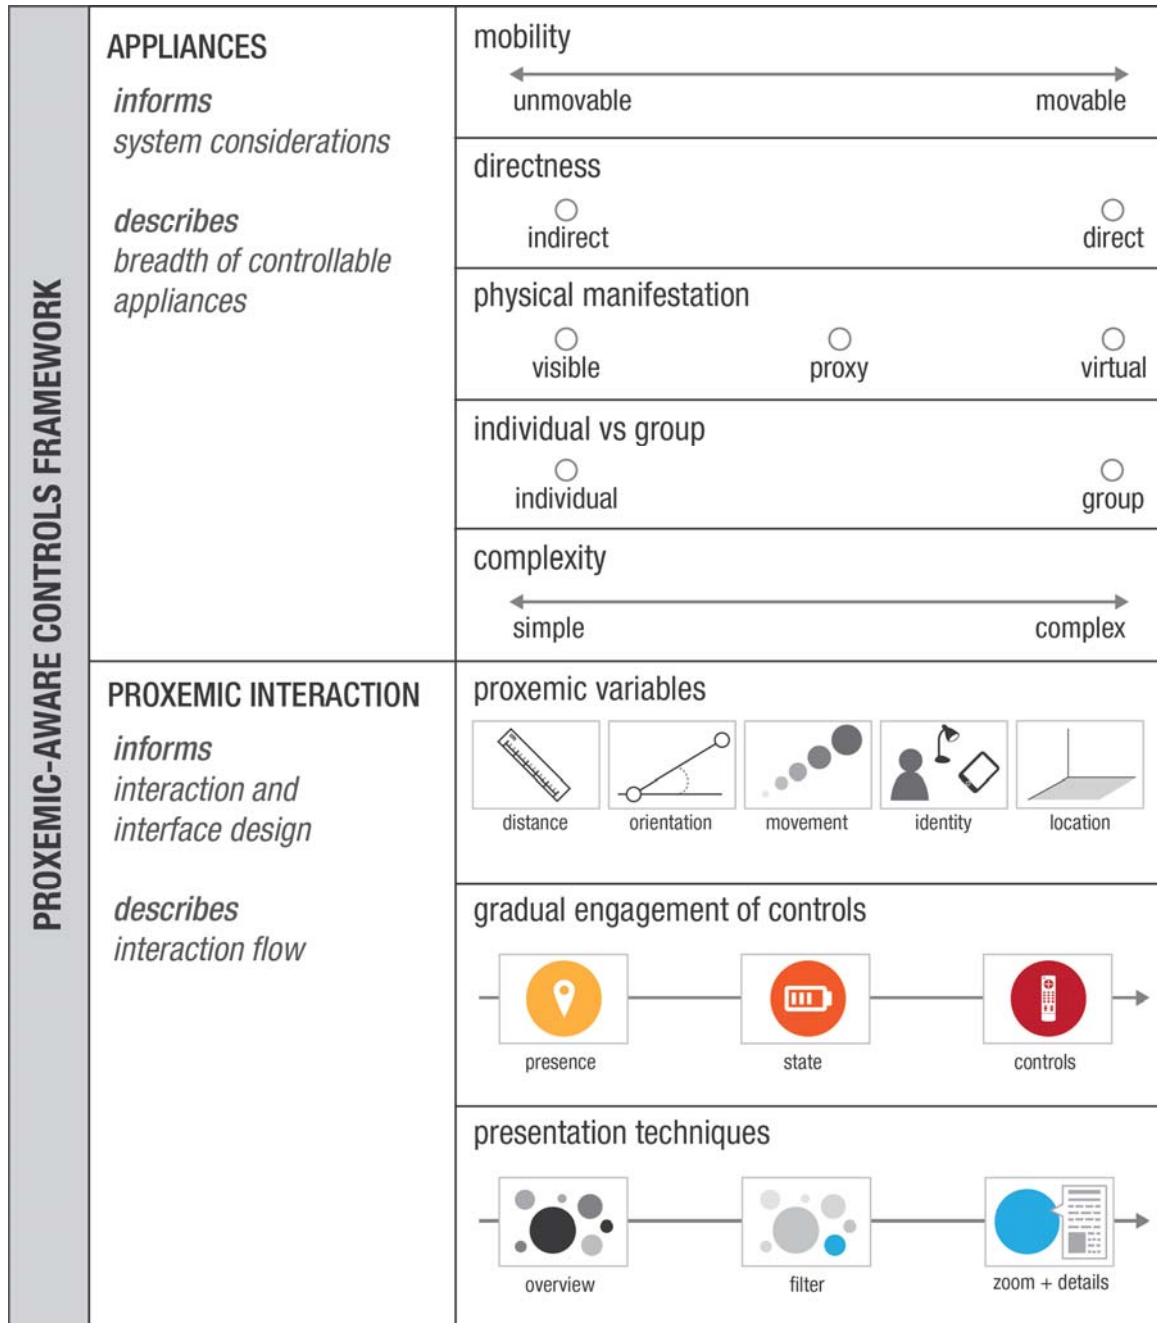 PROXEMIC-AWARE CONTROLS FRAMEWORK
APPLIANCES
informs
system considerations
describes
breadth of controllable
appliances
mobility
unmovable movable
directness
indirect direct
physical manifestation
visible proxy virtual
individual vs group
individual group
complexity
simple complex
PROXEMIC INTERACTION
informs
interaction and
interface design
describes
interaction flow
proxemic variables
distance orientation movement identity location
gradual engagement of controls
presence state controls
presentation techniques
overview filter zoom + details